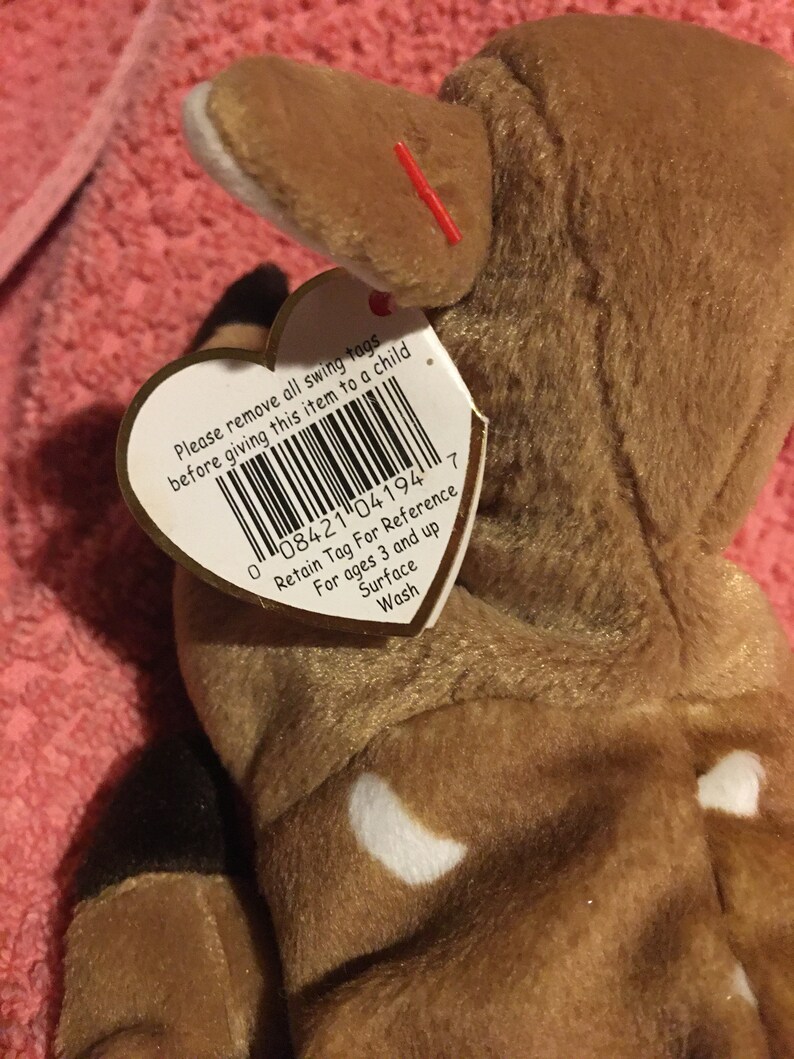 Please remove all swing tags
before giving this item to a child
0 08421 04194 7
Retain Tag For Reference
For ages 3 and up
Surface
Wash